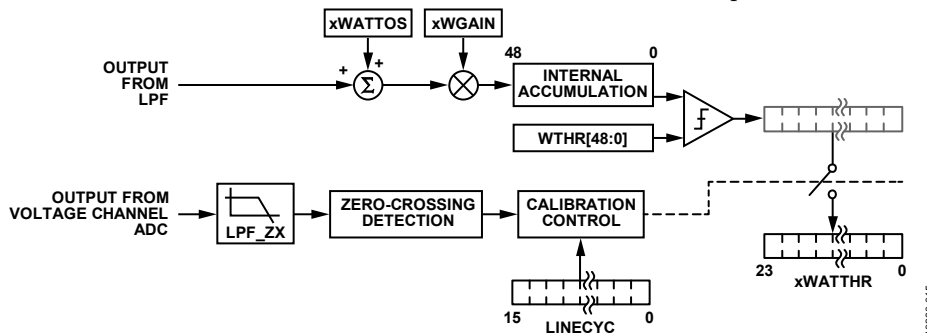 xWATTOS
xWGAIN
48
0
OUTPUT
FROM
LPF
+
+
Σ
INTERNAL
ACCUMULATION
WTHR[48:0]
OUTPUT FROM
VOLTAGE CHANNEL
ADC
LPF_ZX
ZERO-CROSSING
DETECTION
CALIBRATION
CONTROL
23
0
xWATTHR
15
0
LINECYC